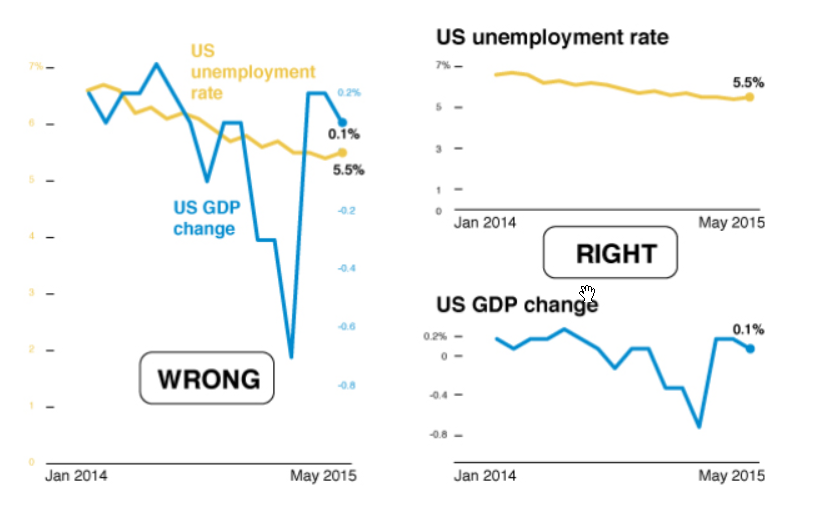 US
unemployment
rate
7%
6
5
4
3
2
1
0
0.2%
-0.2
-0.4
-0.6
-0.8
0.1%
5.5%
US GDP
change
WRONG
Jan 2014 May 2015
US unemployment rate
7%
5
3
1
0
5.5%
Jan 2014 May 2015
RIGHT
US GDP change
0.2%
0
-0.4
-0.8
0.1%
Jan 2014 May 2015